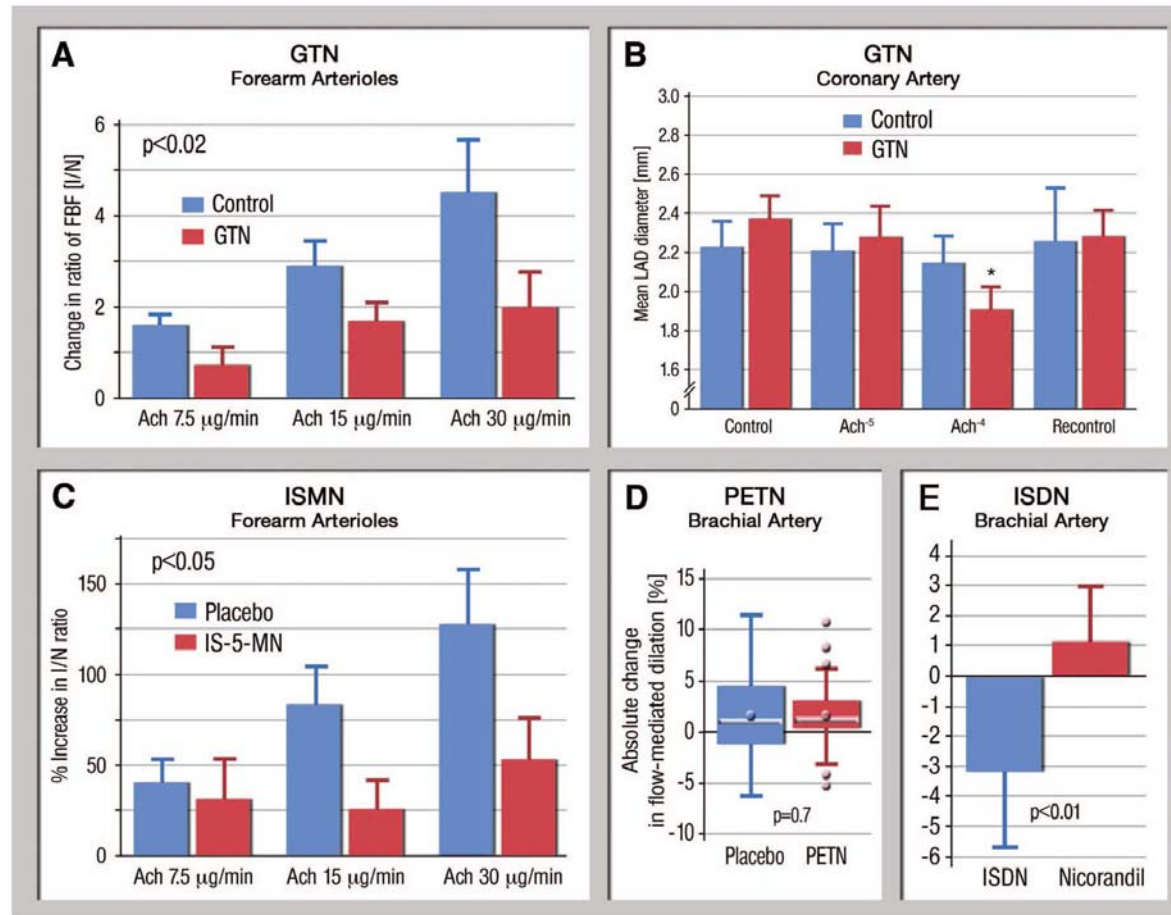 A
GTN
Forearm Arterioles
Change in ratio of FBF [I/N]
6
4
2
0
p<0.02
Control
GTN
Ach 7.5 µg/min
Ach 15 µg/min
Ach 30 µg/min
B
GTN
Coronary Artery
Mean LAD diameter [mm]
3.0
2.8
2.6
2.4
2.2
2.0
1.8
1.6
0
Control
GTN
*
Control
Ach-5
Ach-4
Recontrol
C
ISMN
Forearm Arterioles
% Increase in I/N ratio
150
100
50
0
p<0.05
Placebo
IS-5-MN
Ach 7.5 µg/min
Ach 15 µg/min
Ach 30 µg/min
D
PETN
Brachial Artery
Absolute change
in flow-mediated dilation [%]
15
10
5
0
-5
-10
p=0.7
Placebo
PETN
E
ISDN
Brachial Artery
4
3
2
1
0
-1
-2
-3
-4
-5
-6
p<0.01
ISDN
Nicorandil